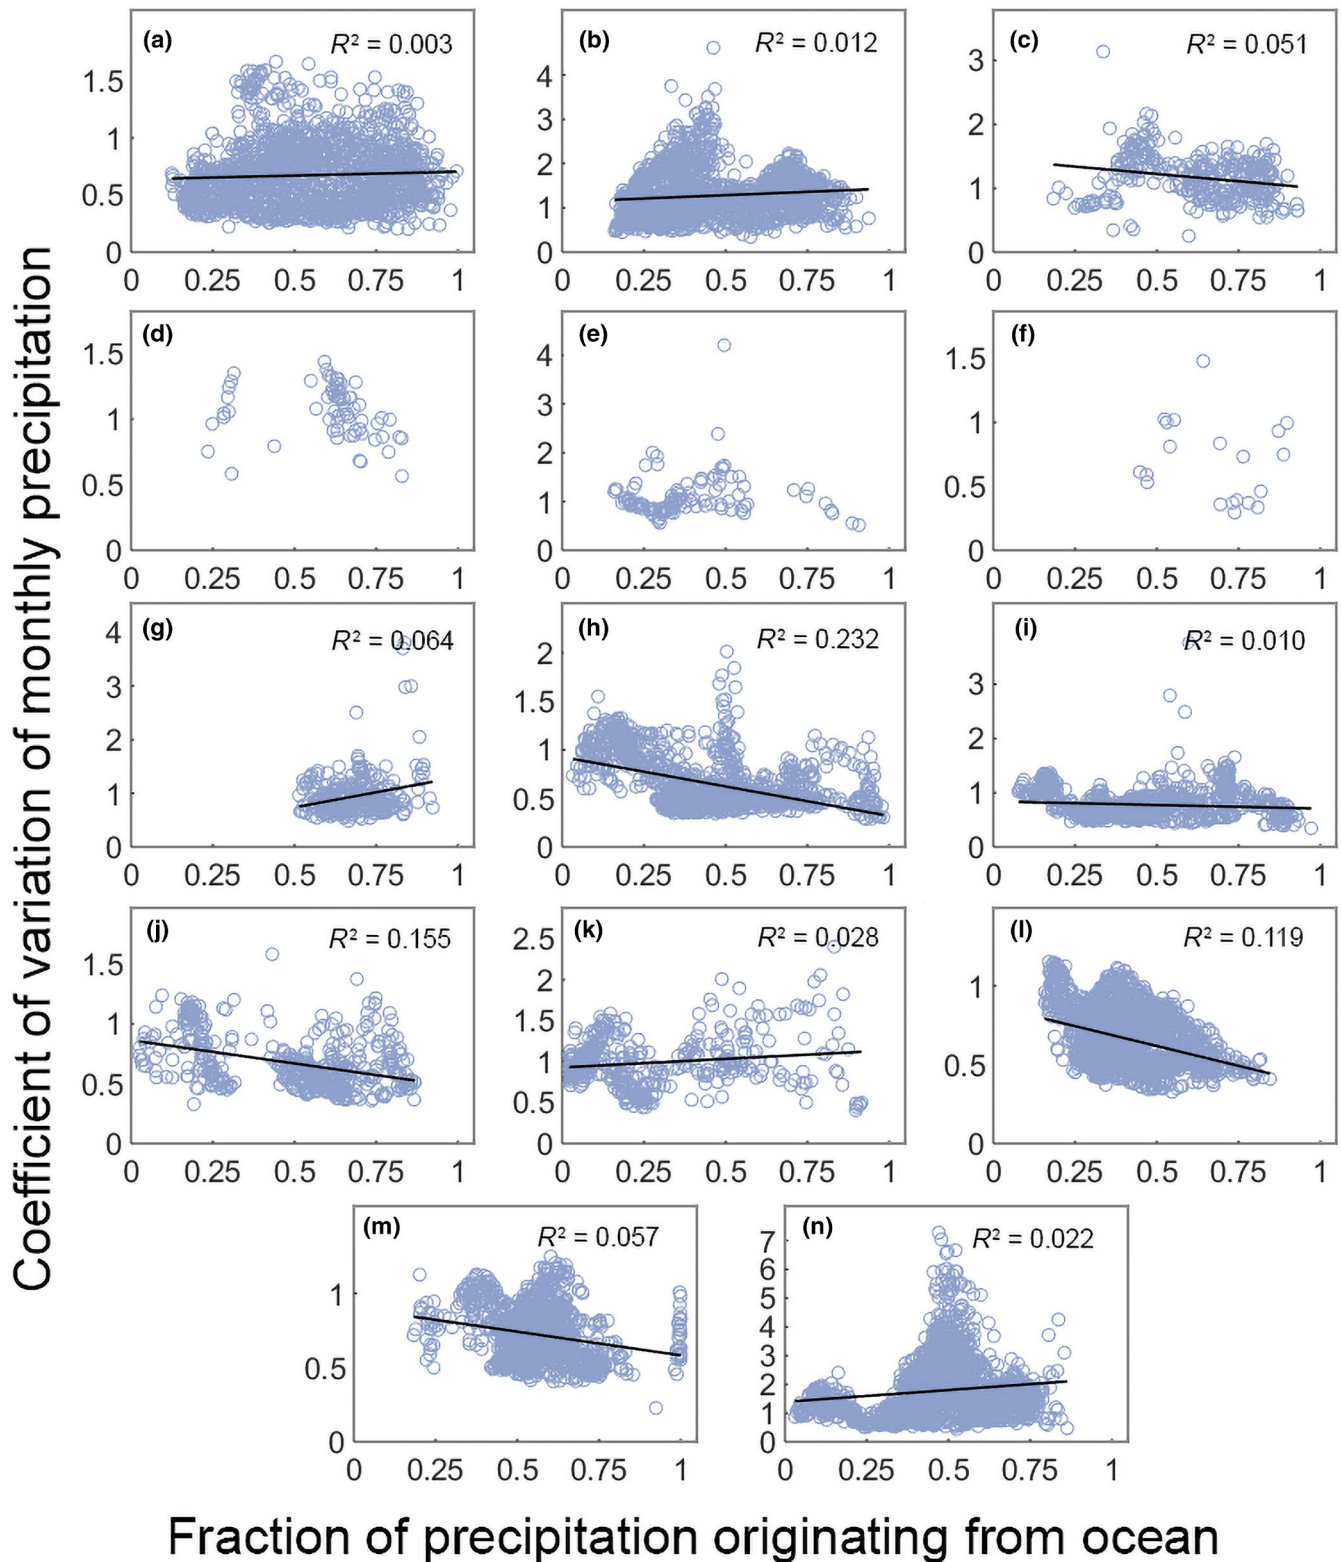 Coefficient of variation of monthly precipitation
(a) R² = 0.003
1.5
1
0.5
0
0 0.25 0.5 0.75 1
(b) R² = 0.012
4
3
2
1
0
0 0.25 0.5 0.75 1
(c) R² = 0.051
3
2
1
0
0 0.25 0.5 0.75 1
(d)
1.5
1
0.5
0
0 0.25 0.5 0.75 1
(e)
4
3
2
1
0
0 0.25 0.5 0.75 1
(f)
1.5
1
0.5
0
0 0.25 0.5 0.75 1
(g) R² = 0.064
4
3
2
1
0
0 0.25 0.5 0.75 1
(h) R² = 0.232
2
1.5
1
0.5
0
0 0.25 0.5 0.75 1
(i) R² = 0.010
3
2
1
0
0 0.25 0.5 0.75 1
(j) R² = 0.155
1.5
1
0.5
0
0 0.25 0.5 0.75 1
(k) R² = 0.028
2.5
2
1.5
1
0.5
0
0 0.25 0.5 0.75 1
(l) R² = 0.119
1
0.5
0
0 0.25 0.5 0.75 1
(m) R² = 0.057
1
0.5
0
0 0.25 0.5 0.75 1
(n) R² = 0.022
7
6
5
4
3
2
1
0
0 0.25 0.5 0.75 1
Fraction of precipitation originating from ocean